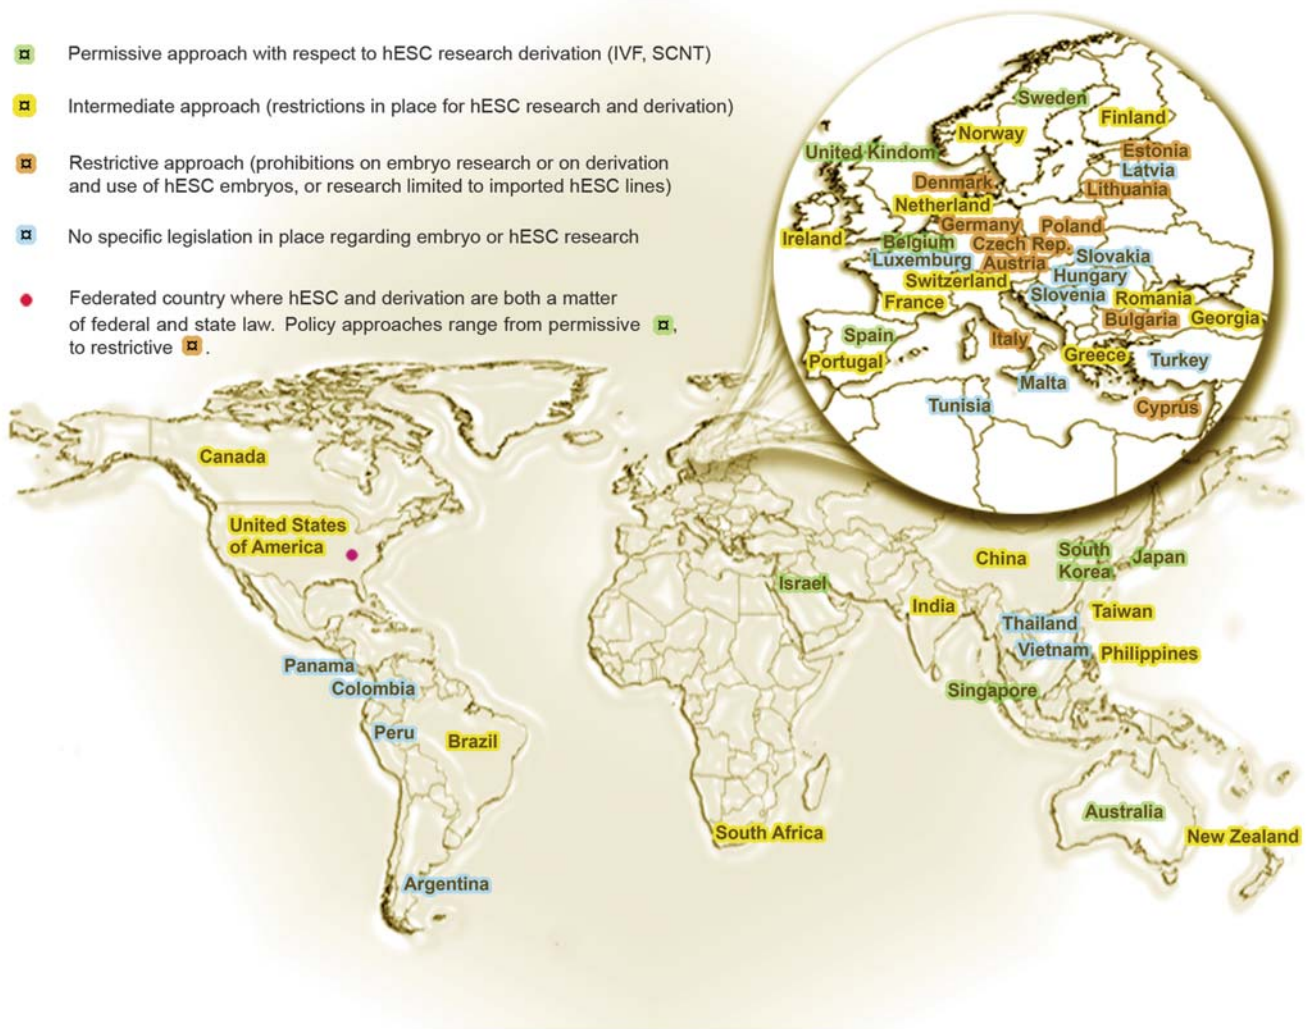 Permissive approach with respect to hESC research derivation (IVF, SCNT)
Intermediate approach (restrictions in place for hESC research and derivation)
Restrictive approach (prohibitions on embryo research or on derivation
and use of hESC embryos, or research limited to imported hESC lines)
No specific legislation in place regarding embryo or hESC research
Federated country where hESC and derivation are both a matter
of federal and state law. Policy approaches range from permissive ¤,
to restrictive ¤.
Sweden
Finland
Norway
United Kindom
Estonia
Latvia
Denmark
Lithuania
Netherland
Germany
Poland
Ireland
Belgium
Czech Rep.
Luxemburg
Austria
Slovakia
Hungary
Switzerland
Slovenia
Romania
France
Bulgaria
Georgia
Spain
Italy
Portugal
Greece
Turkey
Malta
Tunisia
Cyprus
Canada
United States
of America
China
South
Korea
Japan
Israel
India
Taiwan
Thailand
Vietnam
Philippines
Panama
Colombia
Singapore
Peru
Brazil
Australia
South Africa
New Zealand
Argentina